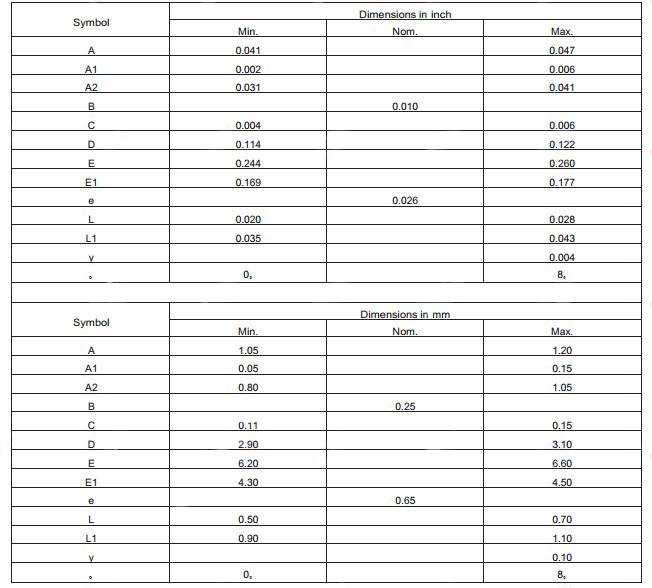 Symbol Dimensions in inch
Min. Nom. Max.
A 0.041 0.047
A1 0.002 0.006
A2 0.031 0.041
B 0.010
C 0.004 0.006
D 0.114 0.122
E 0.244 0.260
E1 0.169 0.177
e 0.026
L 0.020 0.028
L1 0.035 0.043
y 0.004
° 0° 8°
Symbol Dimensions in mm
Min. Nom. Max.
A 1.05 1.20
A1 0.05 0.15
A2 0.80 1.05
B 0.25
C 0.11 0.15
D 2.90 3.10
E 6.20 6.60
E1 4.30 4.50
e 0.65
L 0.50 0.70
L1 0.90 1.10
y 0.10
° 0° 8°